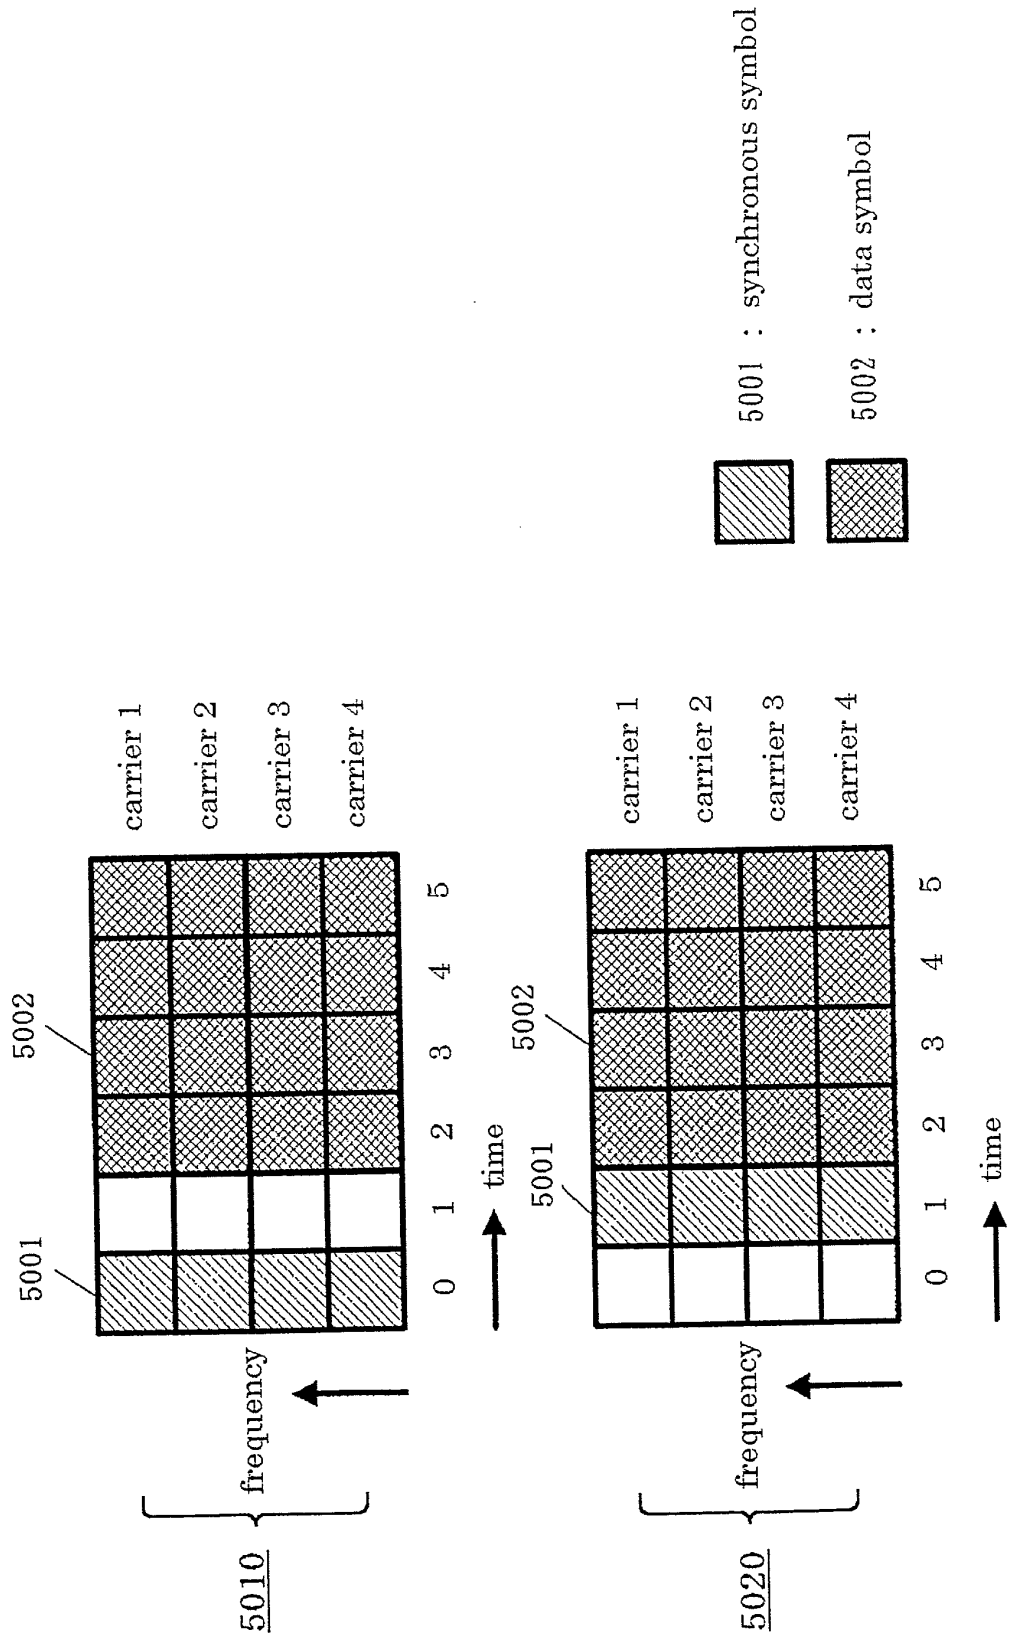 5001
5002
5010
frequency
carrier 1
carrier 2
carrier 3
carrier 4
0 1 2 3 4 5
time
5001
5002
5020
frequency
carrier 1
carrier 2
carrier 3
carrier 4
0 1 2 3 4 5
time
5001 : synchronous symbol
5002 : data symbol